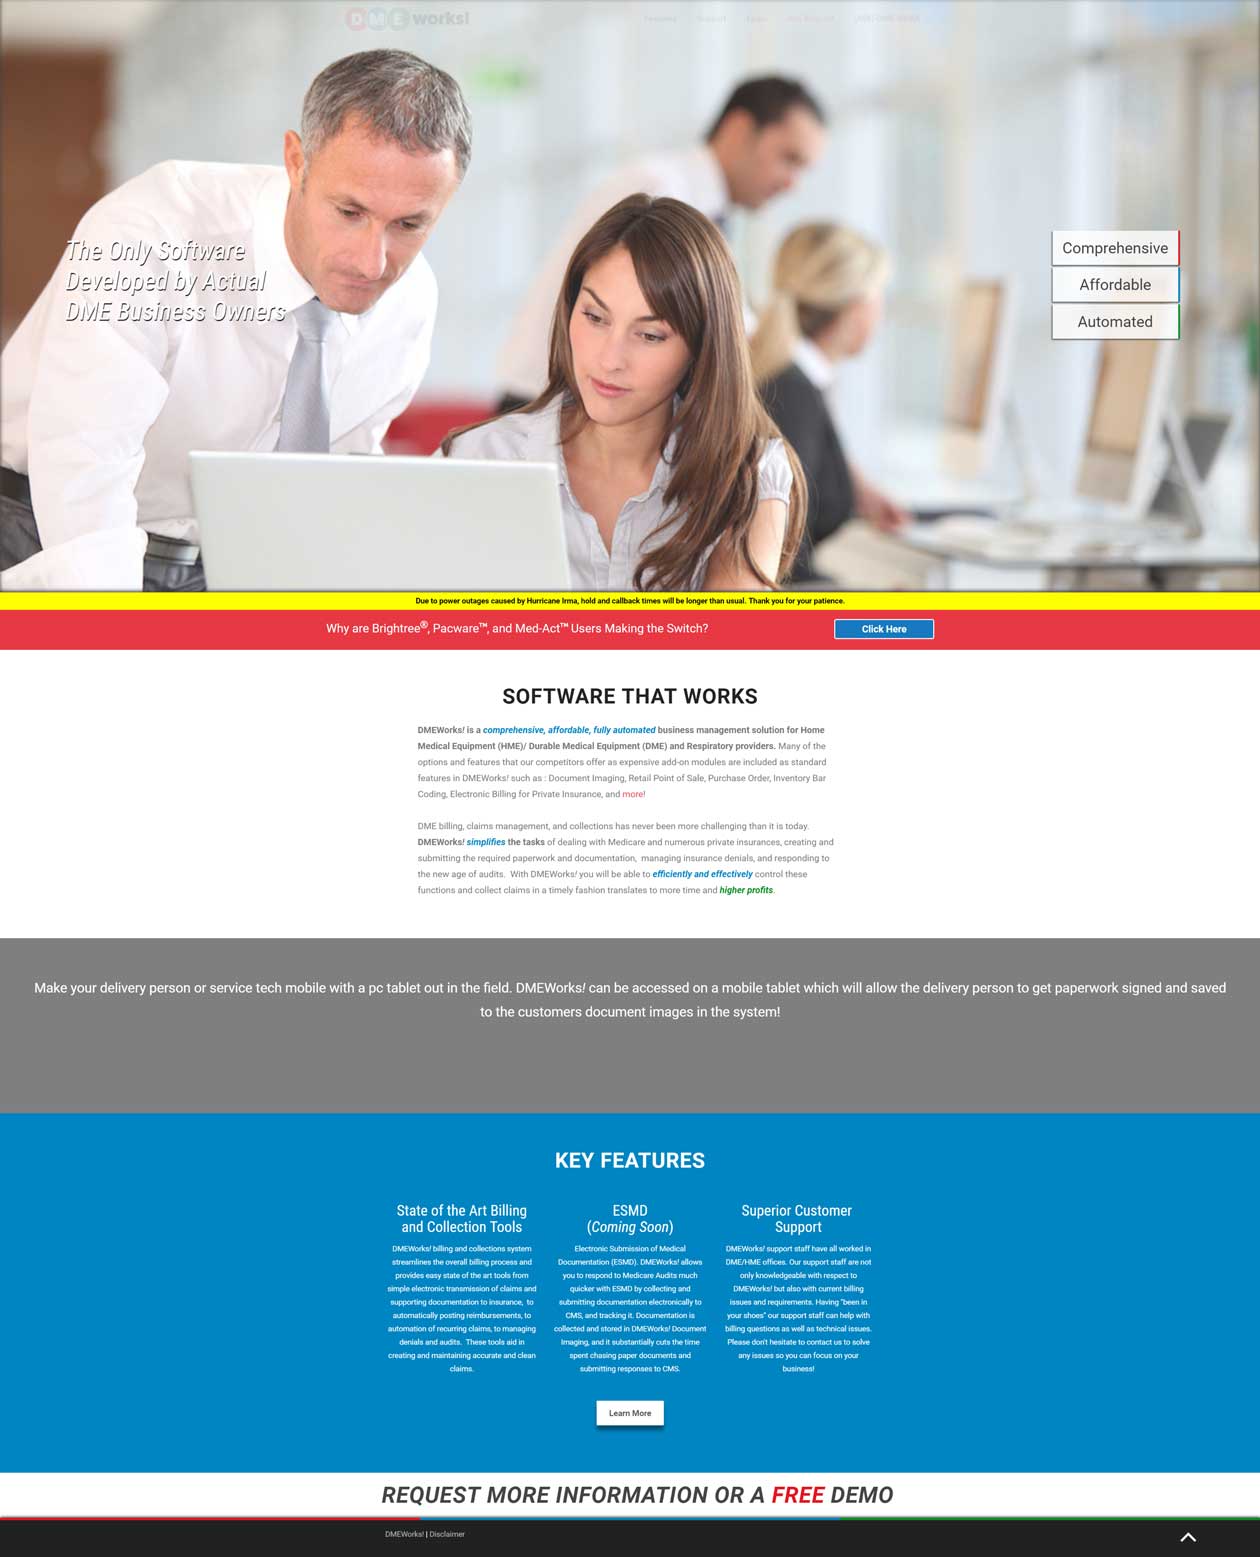 DME works!
Features
Support
The Only Software
Developed by Actual
DME Business Owners
Comprehensive
Affordable
Automated
Due to power outages caused by Hurricane Irma, hold and callback times will be longer than usual. Thank you for your patience.
Why are Brightree®, Pacware™, and Med-Act™ Users Making the Switch?
Click Here
SOFTWARE THAT WORKS
DMEWorks! is a comprehensive, affordable, fully automated business management solution for Home
Medical Equipment (HME)/ Durable Medical Equipment (DME) and Respiratory providers. Many of the
options and features that our competitors offer as expensive add-on modules are included as standard
features in DMEWorks! such as : Document Imaging, Retail Point of Sale, Purchase Order, Inventory Bar
Coding, Electronic Billing for Private Insurance, and more!
DME billing, claims management, and collections has never been more challenging than it is today.
DMEWorks! simplifies the tasks of dealing with Medicare and numerous private insurances, creating and
submitting the required paperwork and documentation, managing insurance denials, and responding to
the new age of audits. With DMEWorks! you will be able to efficiently and effectively control these
functions and collect claims in a timely fashion translates to more time and higher profits.
Make your delivery person or service tech mobile with a pc tablet out in the field. DMEWorks! can be accessed on a mobile tablet which will allow the delivery person to get paperwork signed and saved
to the customers document images in the system!
KEY FEATURES
State of the Art Billing
and Collection Tools
DMEWorks! billing and collections system
streamlines the overall billing process and
provides easy state of the art tools from
simple electronic transmission of claims and
supporting documentation to insurance, to
automatically posting reimbursements, to
automation of recurring claims, to managing
denials and audits. These tools aid in
creating and maintaining accurate and clean
claims.
ESMD
(Coming Soon)
Electronic Submission of Medical
Documentation (ESMD). DMEWorks! allows
you to respond to Medicare Audits much
quicker with ESMD by collecting and
submitting documentation electronically to
CMS, and tracking it. Documentation is
collected and stored in DMEWorks! Document
Imaging, and it substantially cuts the time
spent chasing paper documents and
submitting responses to CMS.
Superior Customer
Support
DMEWorks! support staff have all worked in
DME/HME offices. Our support staff are not
only knowledgeable with respect to
DMEWorks! but also with current billing
issues and requirements. Having "been in
your shoes" our support staff can help with
billing questions as well as technical issues.
Please don't hesitate to contact us to solve
any issues so you can focus on your
business!
Learn More
REQUEST MORE INFORMATION OR A FREE DEMO
DMEWorks! | Disclaimer